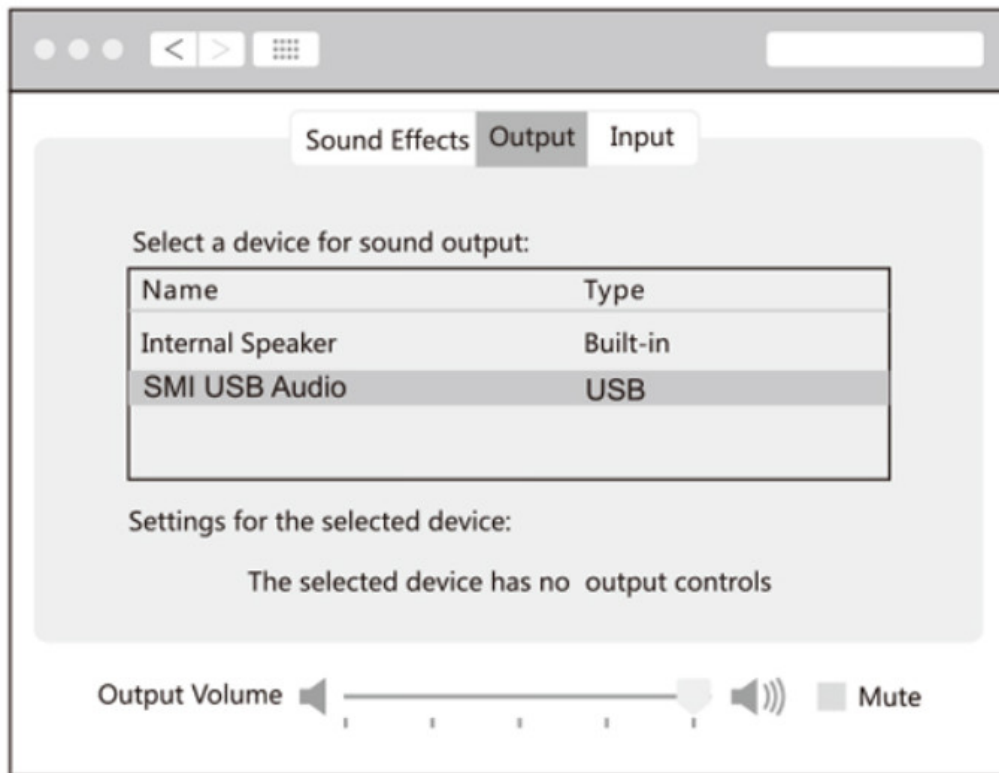 Sound Effects Output Input
Select a device for sound output:
Name Type
Internal Speaker Built-in
SMI USB Audio USB
Settings for the selected device:
The selected device has no output controls
Output Volume Mute